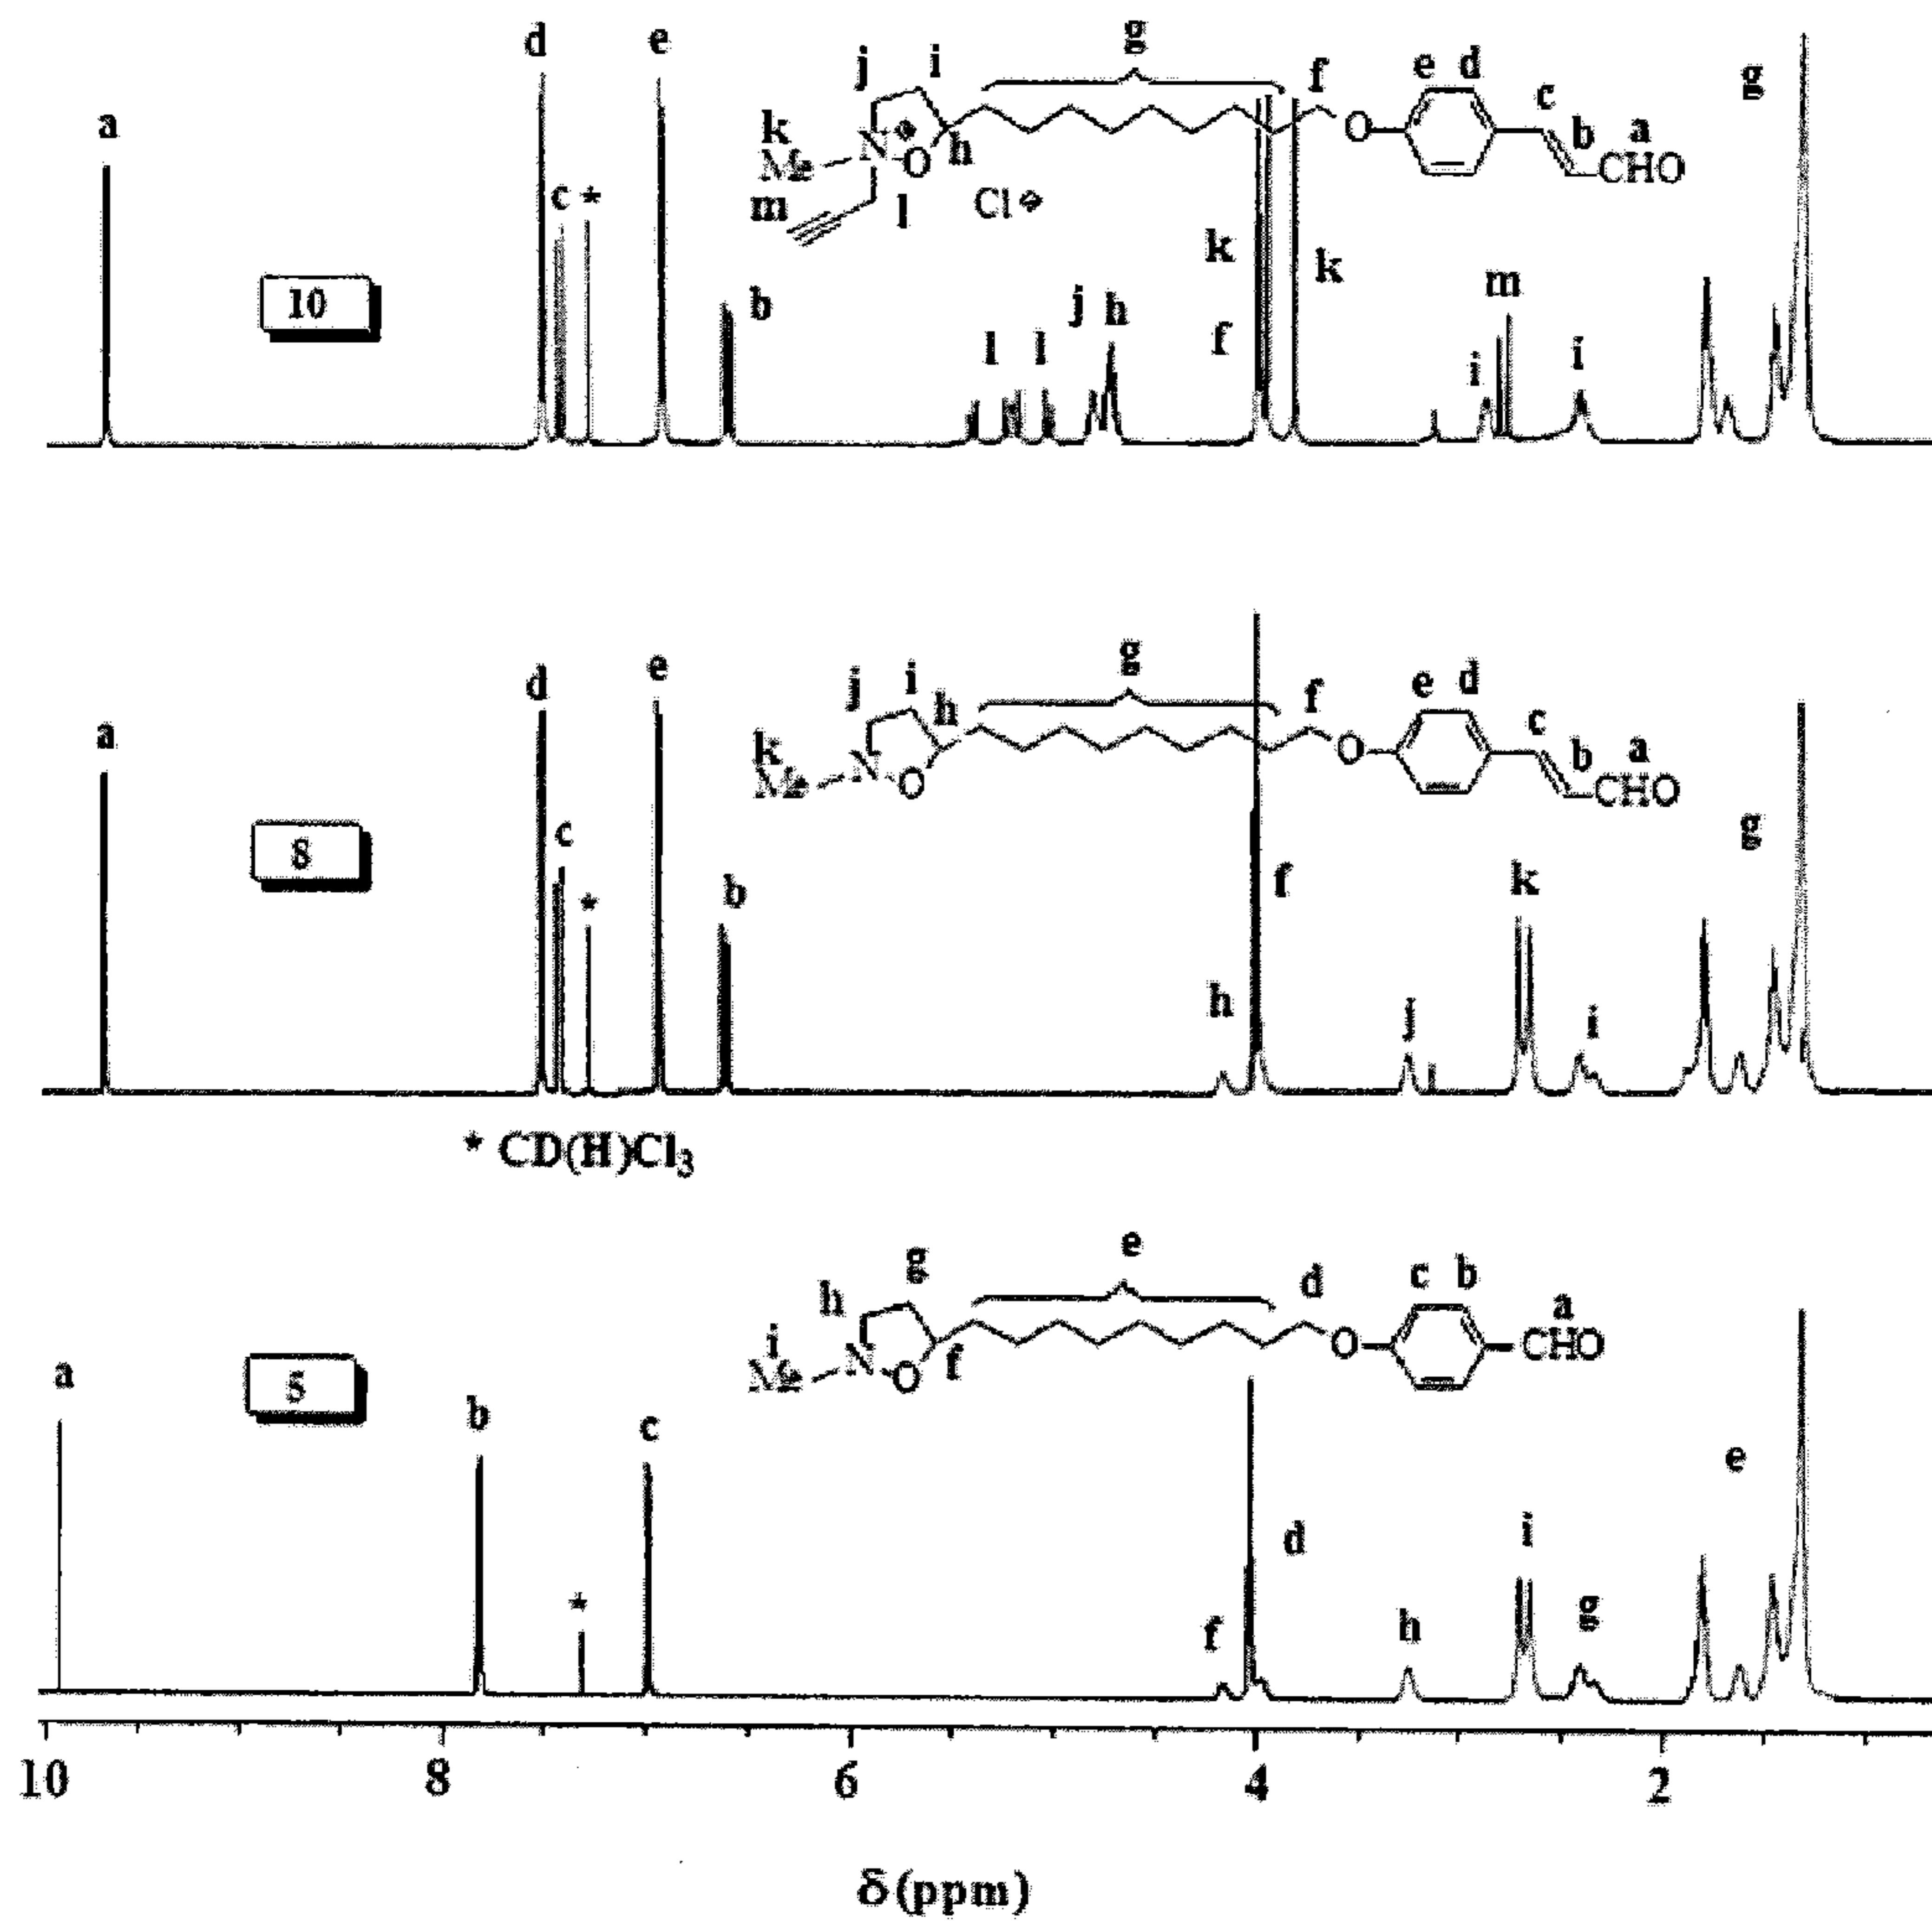 d e g
a j i f e d c b a g
k Me N O h O CHO
c * m l Cl
10
b l l j h k f k i m i
d e g
a j i h f e d c b a
k Me N O O CHO
8
c * b h f j k i g
* CD(H)Cl3
e
g d c b a
h
i Me N O f O CHO
a 5
b * c f d h i g e
10 8 6 4 2
δ (ppm)